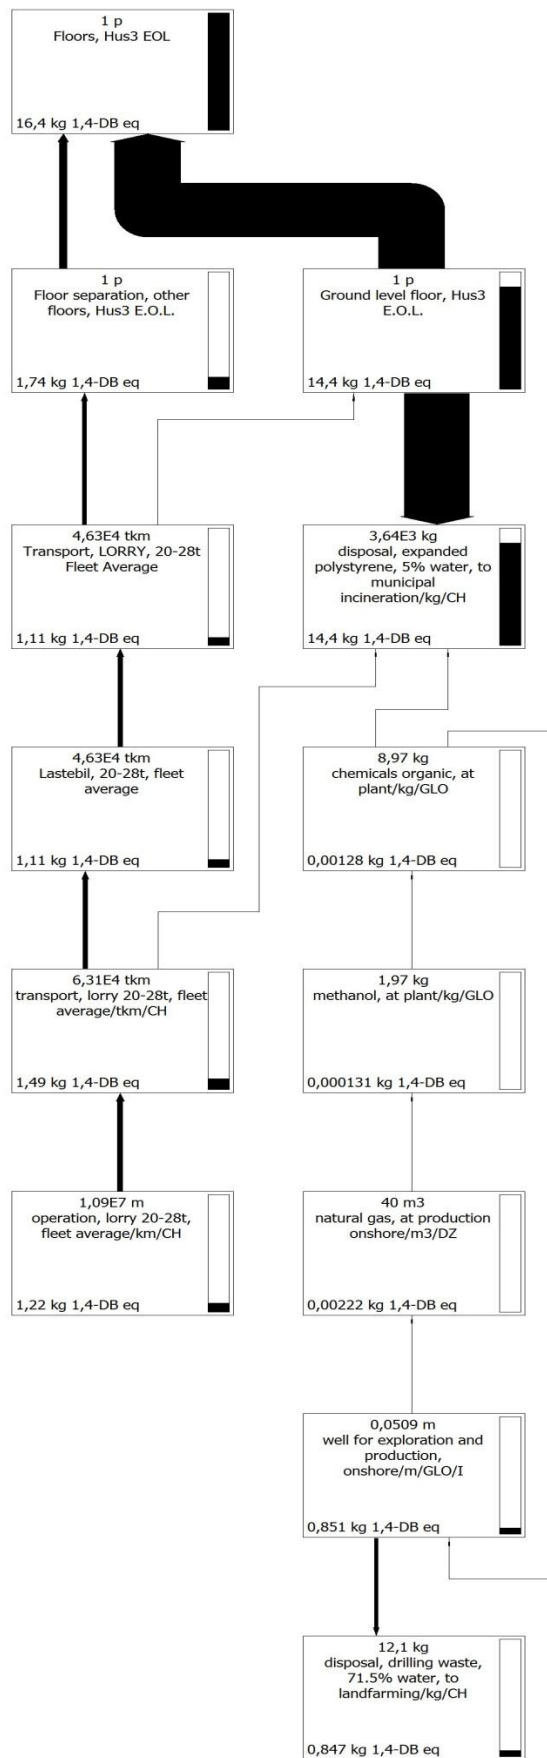 1 p
Floors, Hus3 EOL
16,4 kg 1,4-DB eq
1 p
Floor separation, other
floors, Hus3 E.O.L.
1,74 kg 1,4-DB eq
1 p
Ground level floor, Hus3
E.O.L.
14,4 kg 1,4-DB eq
4,63E4 tkm
Transport, LORRY, 20-28t
Fleet Average
1,11 kg 1,4-DB eq
3,64E3 kg
disposal, expanded
polystyrene, 5% water, to
municipal
incineration/kg/CH
14,4 kg 1,4-DB eq
4,63E4 tkm
Lastebil, 20-28t, fleet
average
1,11 kg 1,4-DB eq
8,97 kg
chemicals organic, at
plant/kg/GLO
0,00128 kg 1,4-DB eq
6,31E4 tkm
transport, lorry 20-28t, fleet
average/tkm/CH
1,49 kg 1,4-DB eq
1,97 kg
methanol, at plant/kg/GLO
0,000131 kg 1,4-DB eq
1,09E7 m
operation, lorry 20-28t,
fleet average/km/CH
1,22 kg 1,4-DB eq
40 m3
natural gas, at production
onshore/m3/DZ
0,00222 kg 1,4-DB eq
0,0509 m
well for exploration and
production,
onshore/m/GLO/I
0,851 kg 1,4-DB eq
12,1 kg
disposal, drilling waste,
71.5% water, to
landfarming/kg/CH
0,847 kg 1,4-DB eq